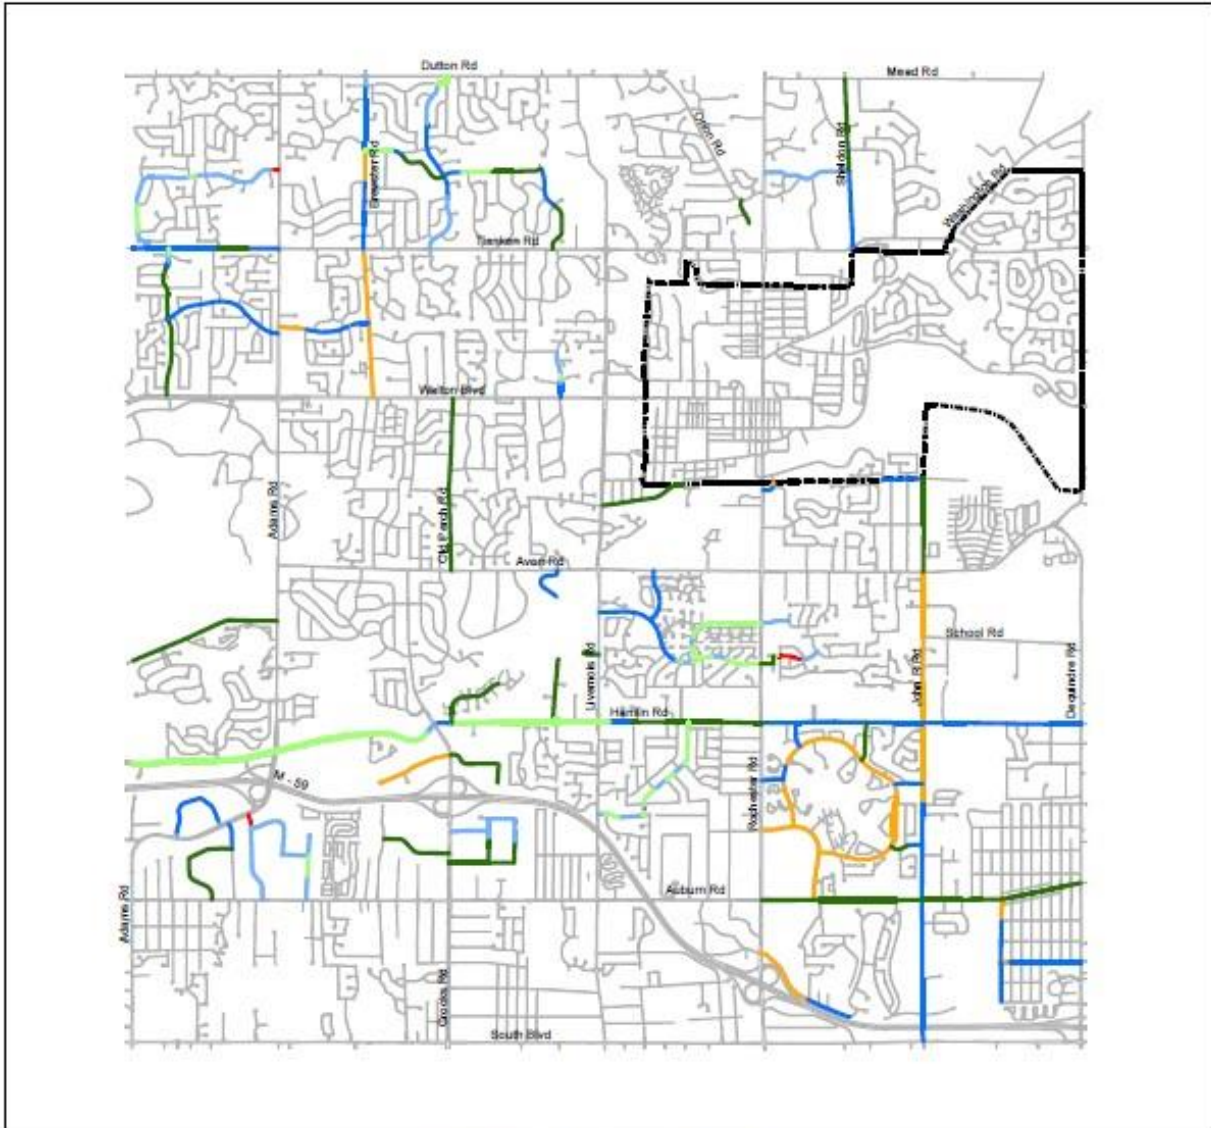 Dutton Rd
Mead Rd
Orion Rd
Sheldon Rd
Brewster Rd
Washington Rd
Tienken Rd
Walton Blvd
Adams Rd
Old Perch Rd
Avon Rd
School Rd
Livernois Rd
John R Rd
Dequindre Rd
Hamlin Rd
M - 59
Rochester Rd
Auburn Rd
Adams Rd
Crooks Rd
South Blvd